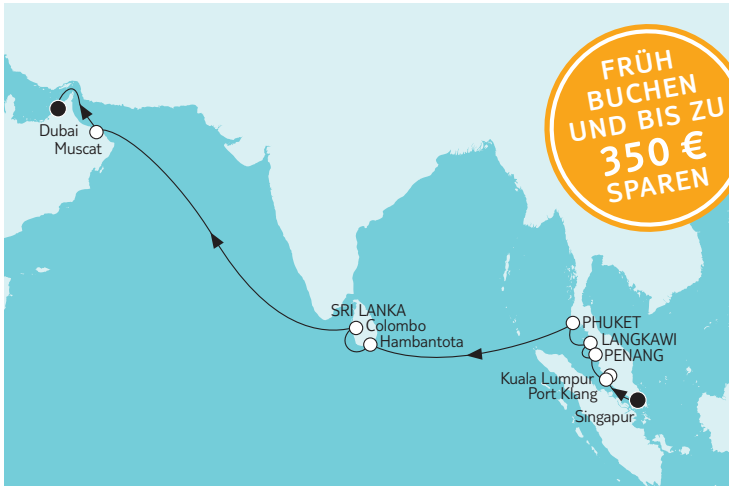 FRÜH
BUCHEN
UND BIS ZU
350 €
SPAREN
Dubai
Muscat
SRI LANKA
Colombo
Hambantota
PHUKET
LANGKAWI
PENANG
Kuala Lumpur
Port Klang
Singapur